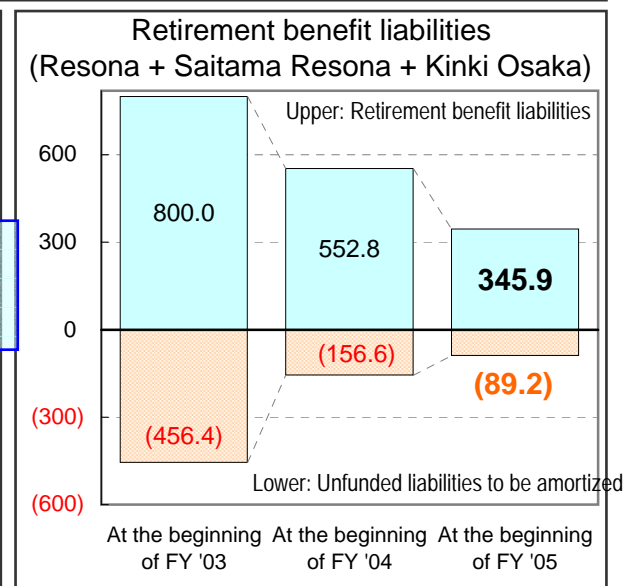 Retirement benefit liabilities
(Resona + Saitama Resona + Kinki Osaka)
Upper: Retirement benefit liabilities
600
800.0
300
552.8
345.9
0
(156.6)
(89.2)
(300)
(456.4)
Lower: Unfunded liabilities to be amortized
(600)
At the beginning At the beginning At the beginning
of FY '03 of FY '04 of FY '05